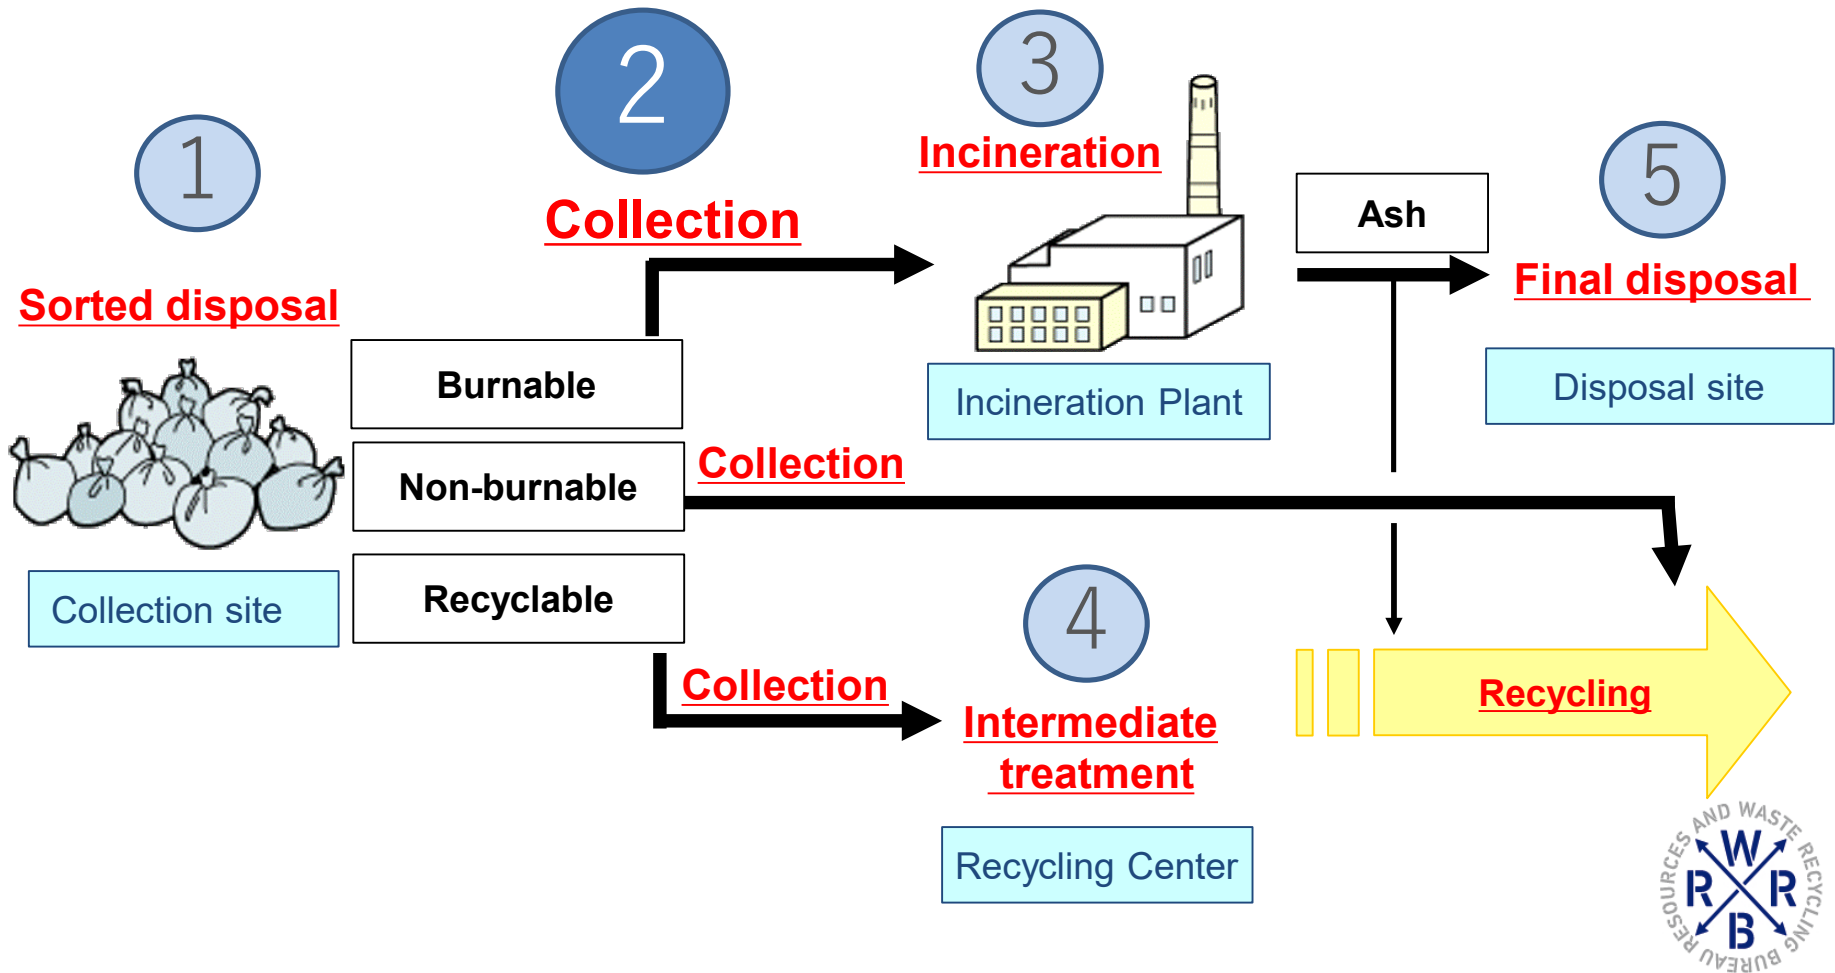 1
Sorted disposal
Collection site
2
Collection
Burnable
Non-burnable
Recyclable
Collection
Collection
3
Incineration
Incineration Plant
Ash
5
Final disposal
Disposal site
4
Intermediate
treatment
Recycling Center
Recycling
RESOURCES AND WASTE RECYCLING BUREAU
W
R R
B